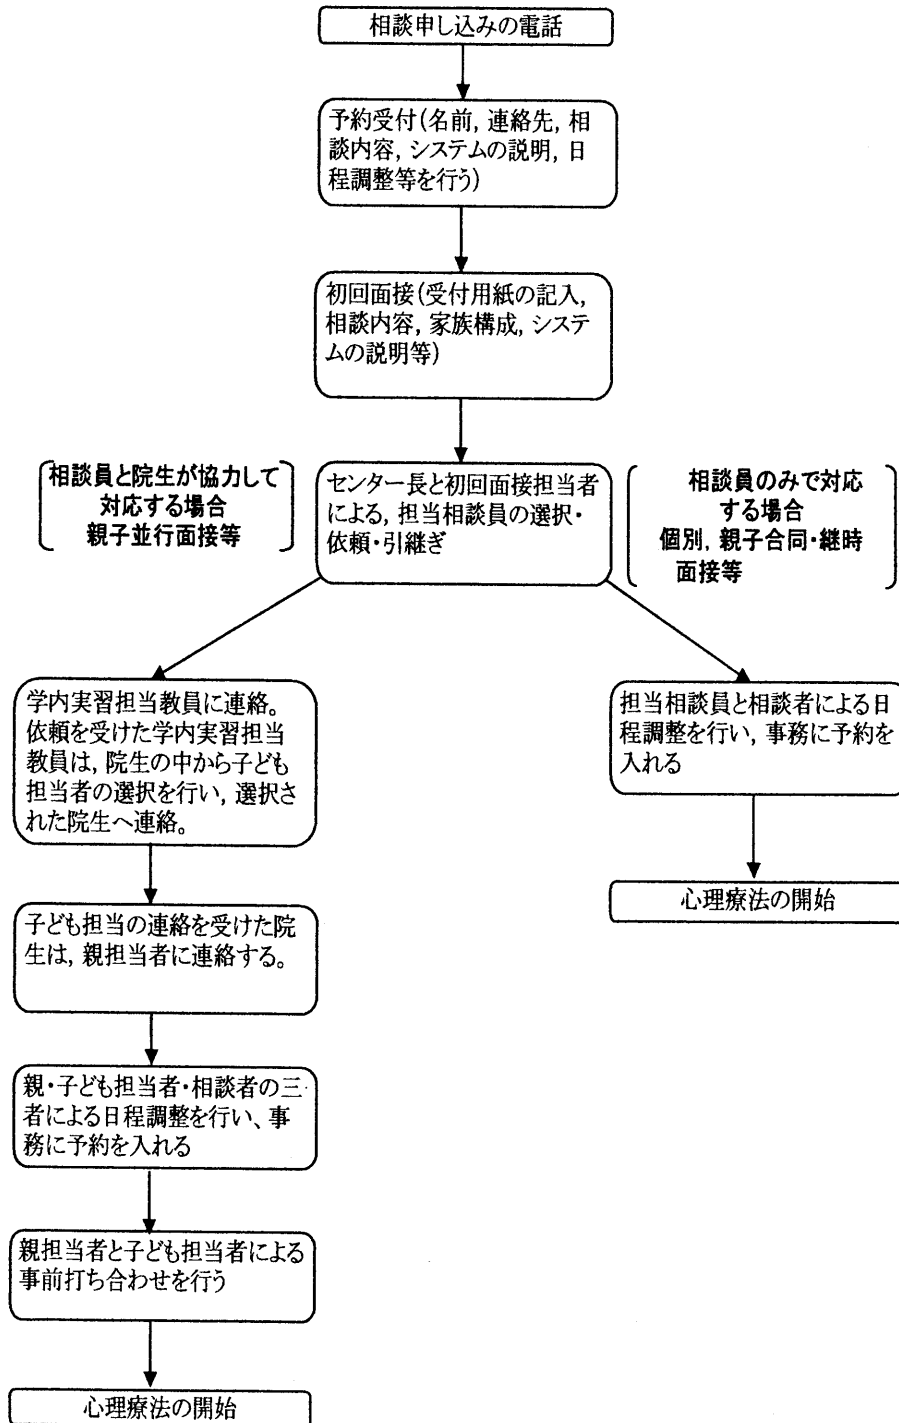 相談申し込みの電話
予約受付(名前, 連絡先, 相
談内容, システムの説明, 日
程調整等を行う)
初回面接(受付用紙の記入,
相談内容, 家族構成, システ
ムの説明等)
相談員と院生が協力して
対応する場合
親子並行面接等
センター長と初回面接担当者
による, 担当相談員の選択・
依頼・引継ぎ
相談員のみで対応
する場合
個別, 親子合同・継時
面接等
学内実習担当教員に連絡。
依頼を受けた学内実習担当
教員は, 院生の中から子ども
担当者の選択を行い, 選択さ
れた院生へ連絡。
子ども担当の連絡を受けた院
生は, 親担当者に連絡する。
親・子ども担当者・相談者の三
者による日程調整を行い、事
務に予約を入れる
親担当者と子ども担当者による
事前打ち合わせを行う
心理療法の開始
担当相談員と相談者による日
程調整を行い, 事務に予約を
入れる
心理療法の開始